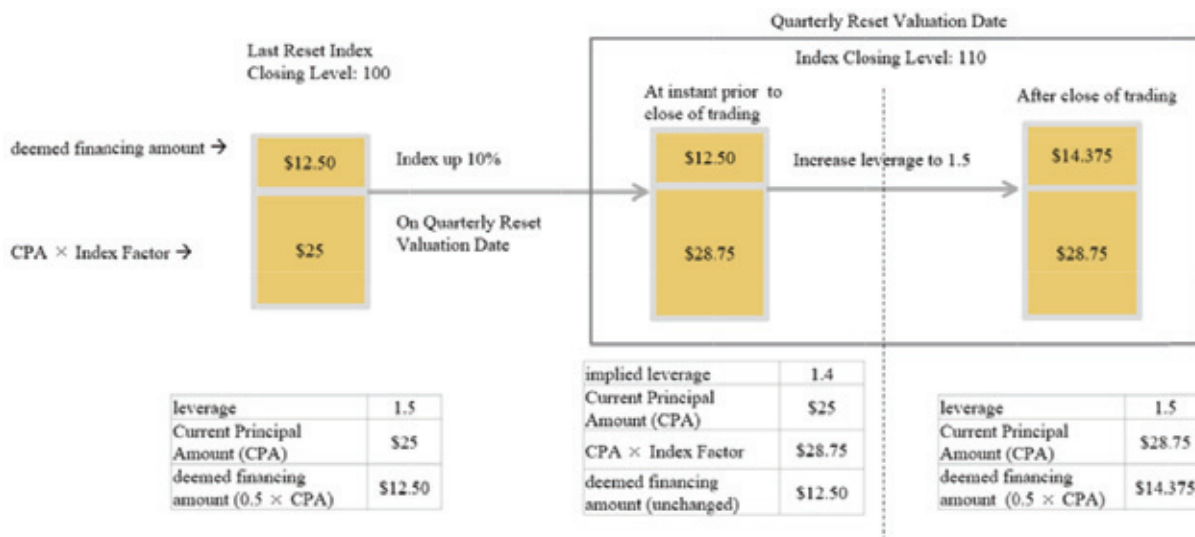 Quarterly Reset Valuation Date
Last Reset Index
Closing Level: 100
Index Closing Level: 110
At instant prior to
close of trading
After close of trading
deemed financing amount →
$12.50
Index up 10%
$12.50
Increase leverage to 1.5
$14.375
On Quarterly Reset
Valuation Date
CPA × Index Factor →
$25
$28.75
$28.75
leverage 1.5
Current Principal
Amount (CPA) $25
deemed financing
amount (0.5 × CPA) $12.50
implied leverage 1.4
Current Principal
Amount (CPA) $25
CPA × Index Factor $28.75
deemed financing
amount (unchanged) $12.50
leverage 1.5
Current Principal
Amount (CPA) $28.75
deemed financing
amount (0.5 × CPA) $14.375